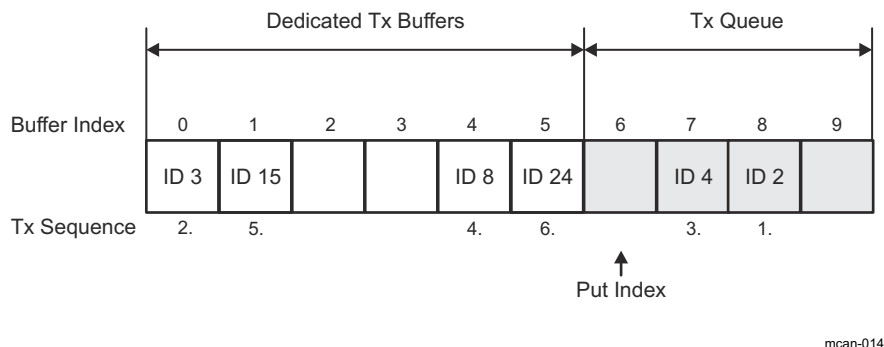 Dedicated Tx Buffers Tx Queue
Buffer Index 0 1 2 3 4 5 6 7 8 9
ID 3 ID 15 ID 8 ID 24 ID 4 ID 2
Tx Sequence 2. 5. 4. 6. 3. 1.
Put Index
mcan-014